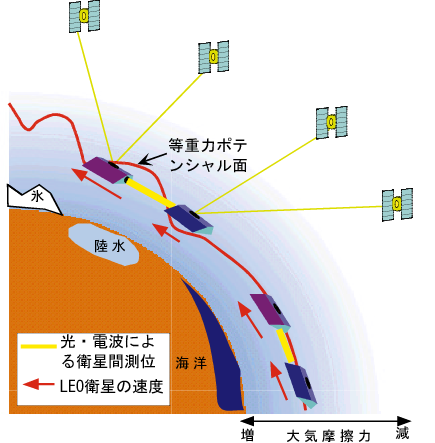 等重力ポテ
ンシャル面
氷
陸水
光・電波によ
る衛星間測位
LEO衛星の速度
海洋
増 大気摩擦力 減